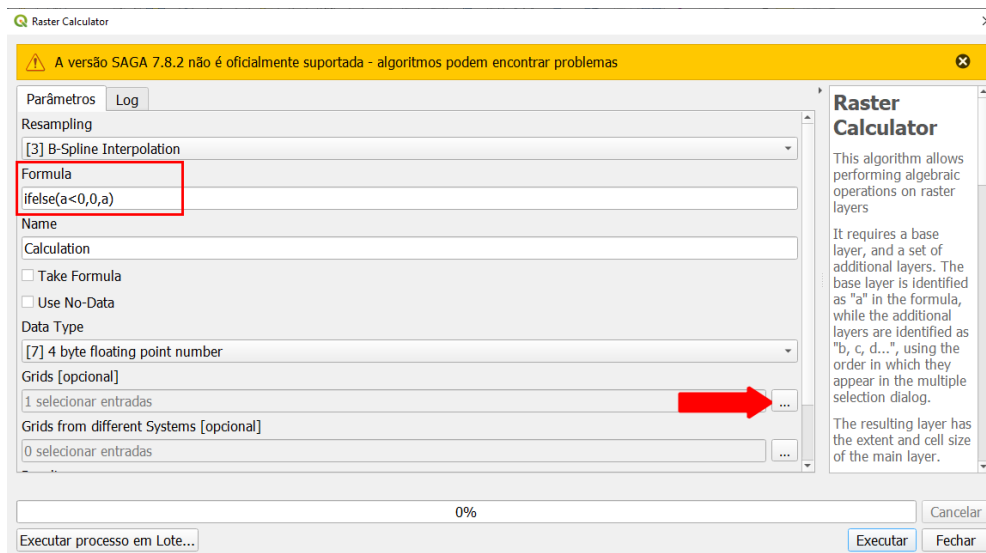 Raster Calculator
A versão SAGA 7.8.2 não é oficialmente suportada - algoritmos podem encontrar problemas
Parâmetros
Log
Resampling
[3] B-Spline Interpolation
Formula
ifelse(a<0,0,a)
Name
Calculation
Take Formula
Use No-Data
Data Type
[7] 4 byte floating point number
Grids [opcional]
1 selecionar entradas
...
Grids from different Systems [opcional]
0 selecionar entradas
...
Raster
Calculator
This algorithm allows
performing algebraic
operations on raster
layers
It requires a base
layer, and a set of
additional layers. The
base layer is identified
as "a" in the formula,
while the additional
layers are identified as
"b, c, d...", using the
order in which they
appear in the multiple
selection dialog.
The resulting layer has
the extent and cell size
of the main layer.
0%
Cancelar
Executar processo em Lote...
Executar
Fechar